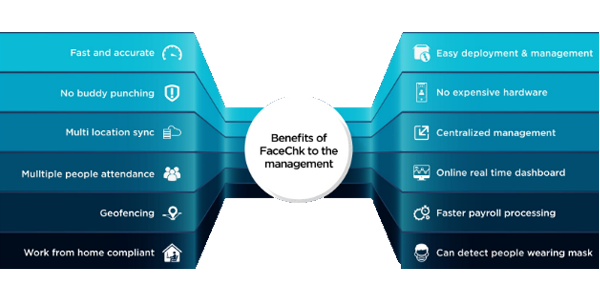 Fast and accurate
No buddy punching
Multi location sync
Mulltiple people attendance
Geofencing
Work from home compliant
Benefits of
FaceChk to the
management
Easy deployment & management
No expensive hardware
Centralized management
Online real time dashboard
Faster payroll processing
Can detect people wearing mask